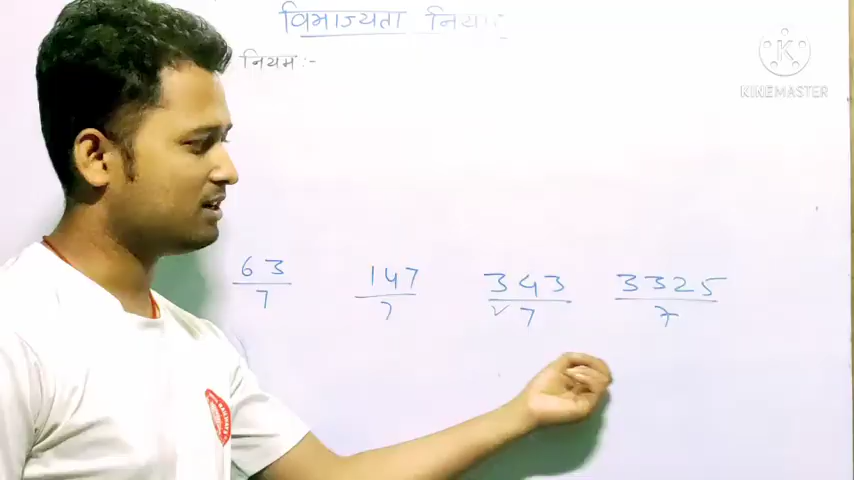 विभाज्यता नियम
नियम :-
KINEMASTER
63 147 343 3325
7 7 ✓7 7